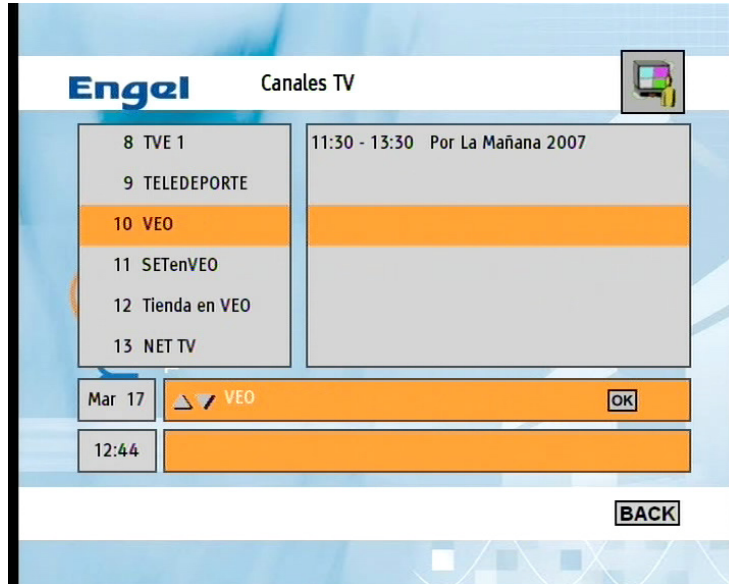 Engel Canales TV
8 TVE 1 11:30 - 13:30 Por La Mañana 2007
9 TELEDEPORTE
10 VEO
11 SETenVEO
12 Tienda en VEO
13 NET TV
Mar 17 VEO OK
12:44
BACK